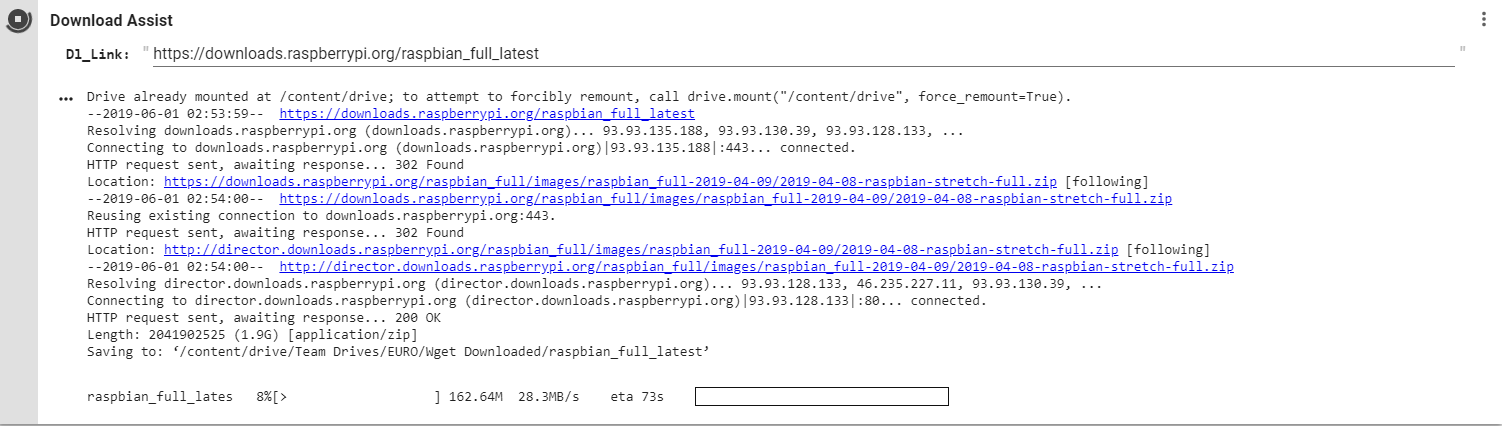 Download Assist
Dl_Link: " https://downloads.raspberrypi.org/raspbian_full_latest "
... Drive already mounted at /content/drive; to attempt to forcibly remount, call drive.mount("/content/drive", force_remount=True).
--2019-06-01 02:53:59--  https://downloads.raspberrypi.org/raspbian_full_latest
Resolving downloads.raspberrypi.org (downloads.raspberrypi.org)... 93.93.135.188, 93.93.130.39, 93.93.128.133, ...
Connecting to downloads.raspberrypi.org (downloads.raspberrypi.org)|93.93.135.188|:443... connected.
HTTP request sent, awaiting response... 302 Found
Location: https://downloads.raspberrypi.org/raspbian_full/images/raspbian_full-2019-04-09/2019-04-08-raspbian-stretch-full.zip [following]
--2019-06-01 02:54:00--  https://downloads.raspberrypi.org/raspbian_full/images/raspbian_full-2019-04-09/2019-04-08-raspbian-stretch-full.zip
Reusing existing connection to downloads.raspberrypi.org:443.
HTTP request sent, awaiting response... 302 Found
Location: http://director.downloads.raspberrypi.org/raspbian_full/images/raspbian_full-2019-04-09/2019-04-08-raspbian-stretch-full.zip [following]
--2019-06-01 02:54:00--  http://director.downloads.raspberrypi.org/raspbian_full/images/raspbian_full-2019-04-09/2019-04-08-raspbian-stretch-full.zip
Resolving director.downloads.raspberrypi.org (director.downloads.raspberrypi.org)... 93.93.128.133, 46.235.227.11, 93.93.130.39, ...
Connecting to director.downloads.raspberrypi.org (director.downloads.raspberrypi.org)|93.93.128.133|:80... connected.
HTTP request sent, awaiting response... 200 OK
Length: 2041902525 (1.9G) [application/zip]
Saving to: ‘/content/drive/Team Drives/EURO/Wget Downloaded/raspbian_full_latest’
raspbian_full_lates   8%[>                   ] 162.64M  28.3MB/s    eta 73s